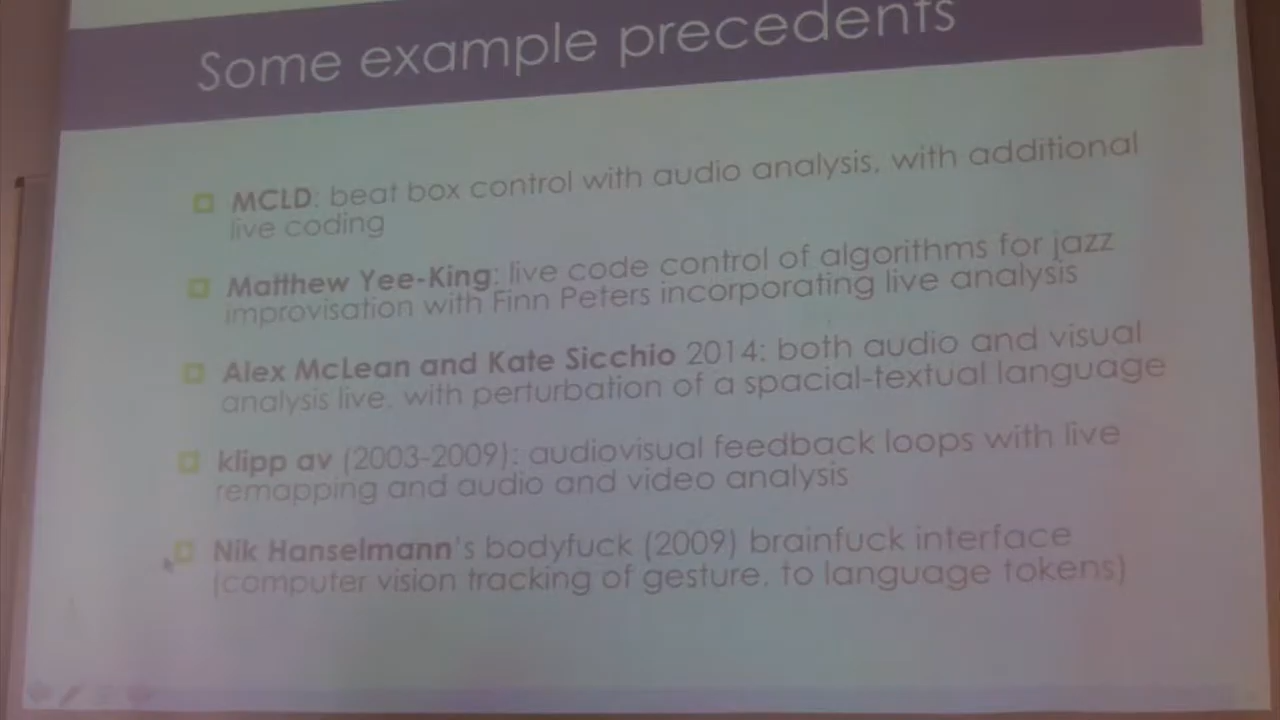 Some example precedents
MCLD: beat box control with audio analysis, with additional
live coding
Matthew Yee-King: live code control of algorithms for jazz
improvisation with Finn Peters incorporating live analysis
Alex McLean and Kate Sicchio 2014: both audio and visual
analysis live, with perturbation of a spacial-textual language
klipp av (2003-2009): audiovisual feedback loops with live
remapping and audio and video analysis
Nik Hanselmann's bodyfuck (2009) brainfuck interface
(computer vision tracking of gesture, to language tokens)